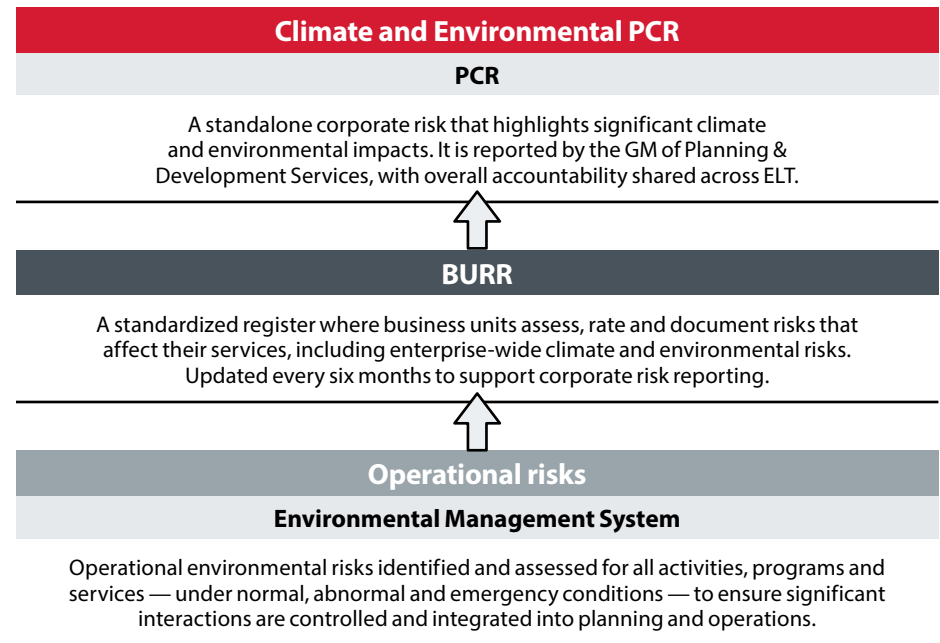 Climate and Environmental PCR
PCR
A standalone corporate risk that highlights significant climate
and environmental impacts. It is reported by the GM of Planning &
Development Services, with overall accountability shared across ELT.
BURR
A standardized register where business units assess, rate and document risks that
affect their services, including enterprise-wide climate and environmental risks.
Updated every six months to support corporate risk reporting.
Operational risks
Environmental Management System
Operational environmental risks identified and assessed for all activities, programs and
services — under normal, abnormal and emergency conditions — to ensure significant
interactions are controlled and integrated into planning and operations.